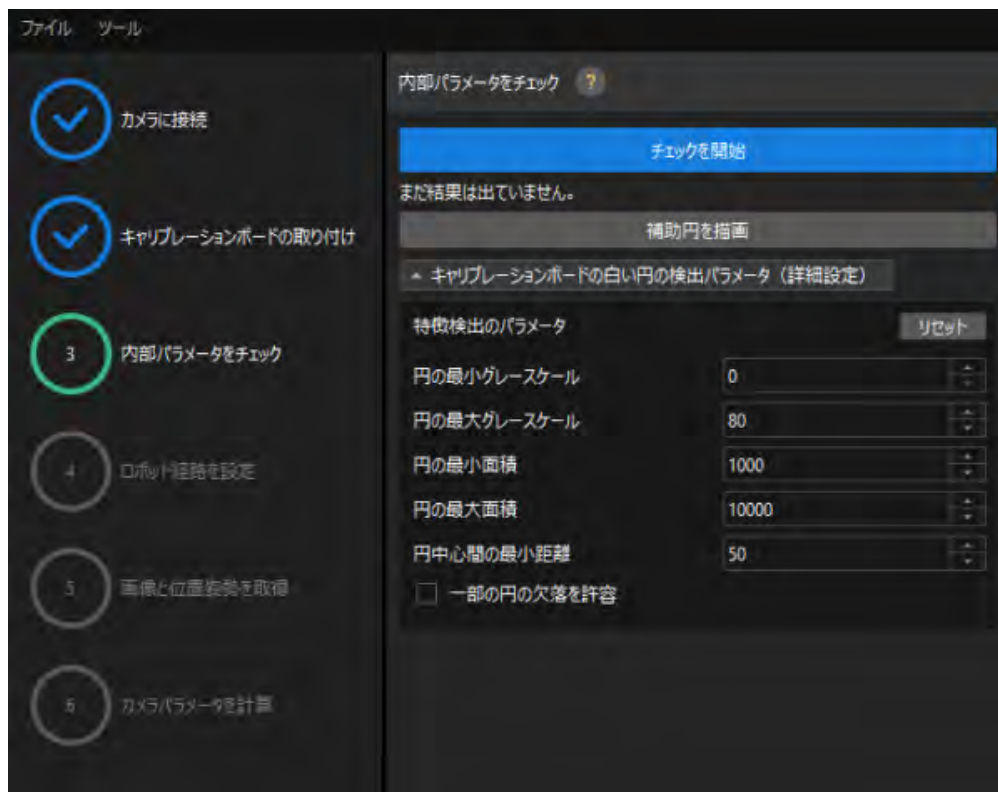 ファイル ツール
カメラに接続
キャリブレーションボードの取り付け
3 内部パラメータをチェック
4 ロボット経路を設定
5 画像と位置姿勢を取得
6 カメラパラメータを計算
内部パラメータをチェック ?
チェックを開始
まだ結果は出ていません。
補助円を描画
キャリブレーションボードの白い円の検出パラメータ（詳細設定）
特徴検出のパラメータ リセット
円の最小グレースケール 0
円の最大グレースケール 80
円の最小面積 1000
円の最大面積 10000
円中心間の最小距離 50
一部の円の欠落を許容